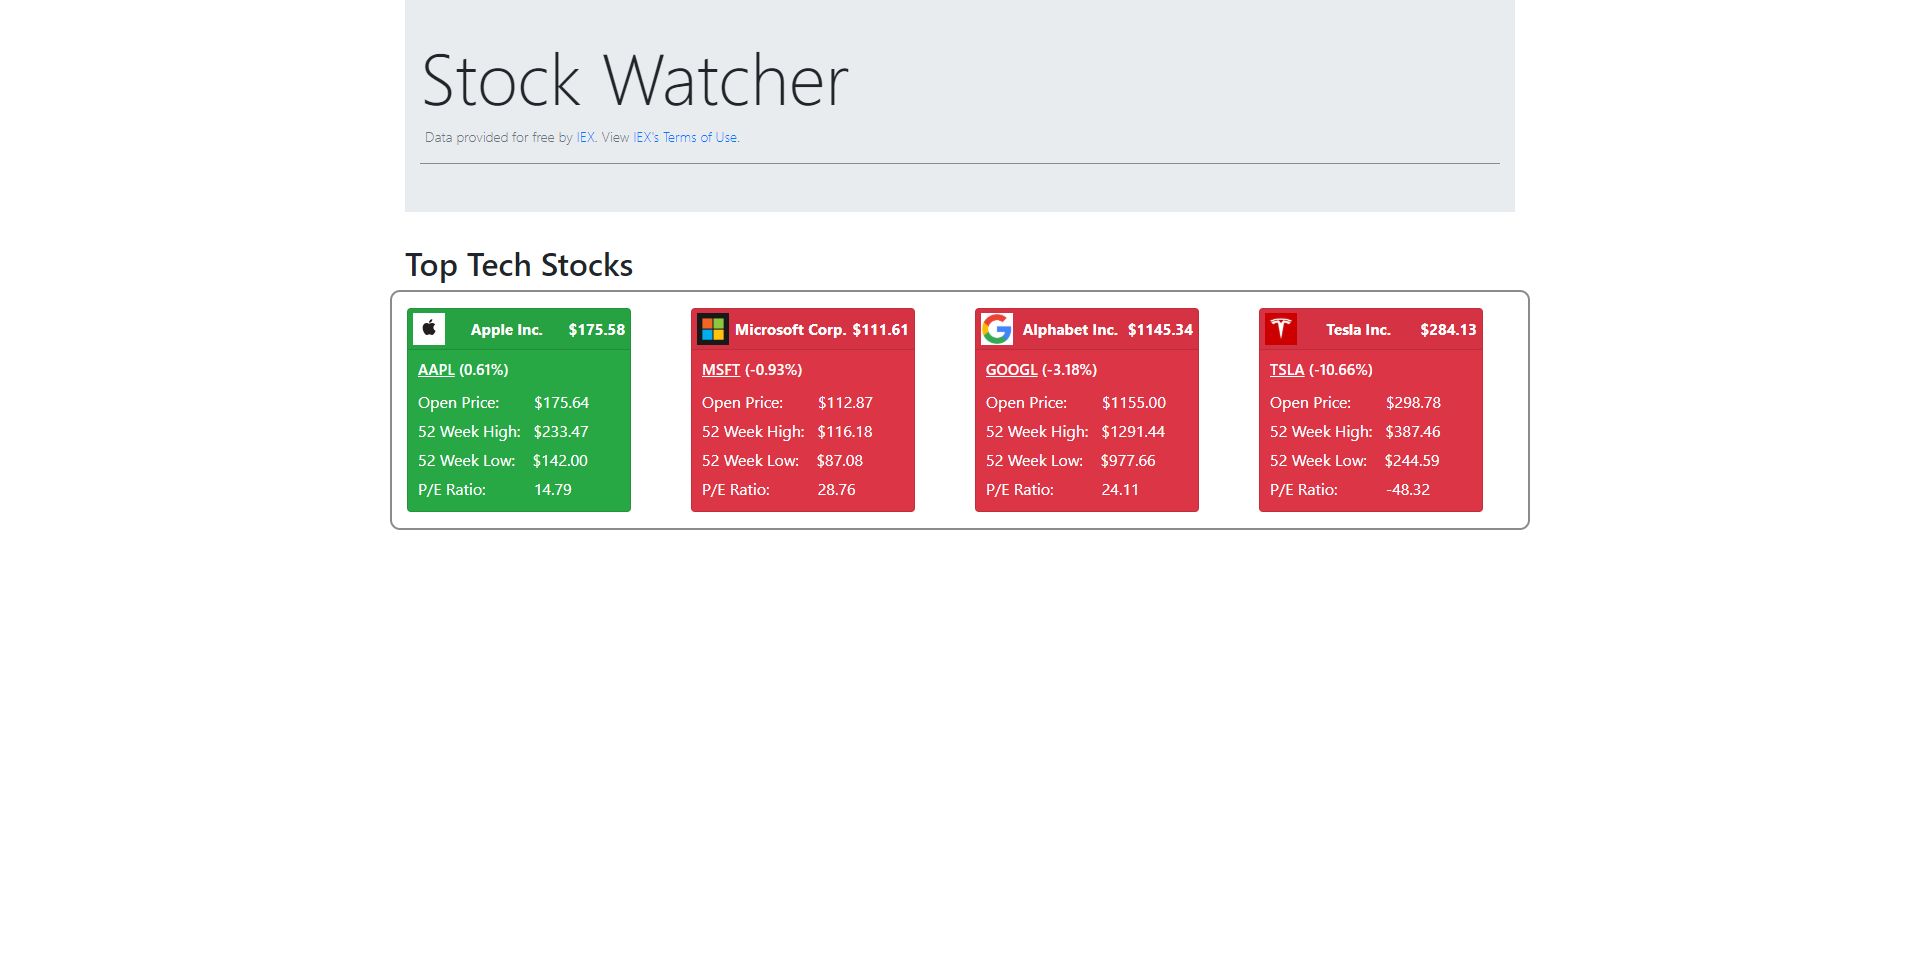 Stock Watcher
Data provided for free by IEX. View IEX's Terms of Use.
Top Tech Stocks
Apple Inc. $175.58
AAPL (0.61%)
Open Price: $175.64
52 Week High: $233.47
52 Week Low: $142.00
P/E Ratio: 14.79
Microsoft Corp. $111.61
MSFT (-0.93%)
Open Price: $112.87
52 Week High: $116.18
52 Week Low: $87.08
P/E Ratio: 28.76
Alphabet Inc. $1145.34
GOOGL (-3.18%)
Open Price: $1155.00
52 Week High: $1291.44
52 Week Low: $977.66
P/E Ratio: 24.11
Tesla Inc. $284.13
TSLA (-10.66%)
Open Price: $298.78
52 Week High: $387.46
52 Week Low: $244.59
P/E Ratio: -48.32